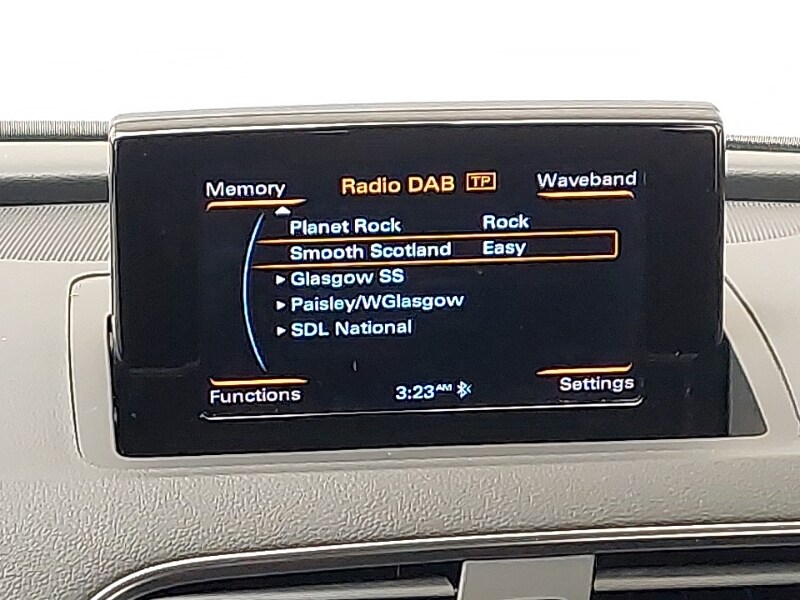 Memory Radio DAB TP Waveband
Planet Rock Rock
Smooth Scotland Easy
Glasgow SS
Paisley/WGlasgow
SDL National
Functions 3:23AM Settings